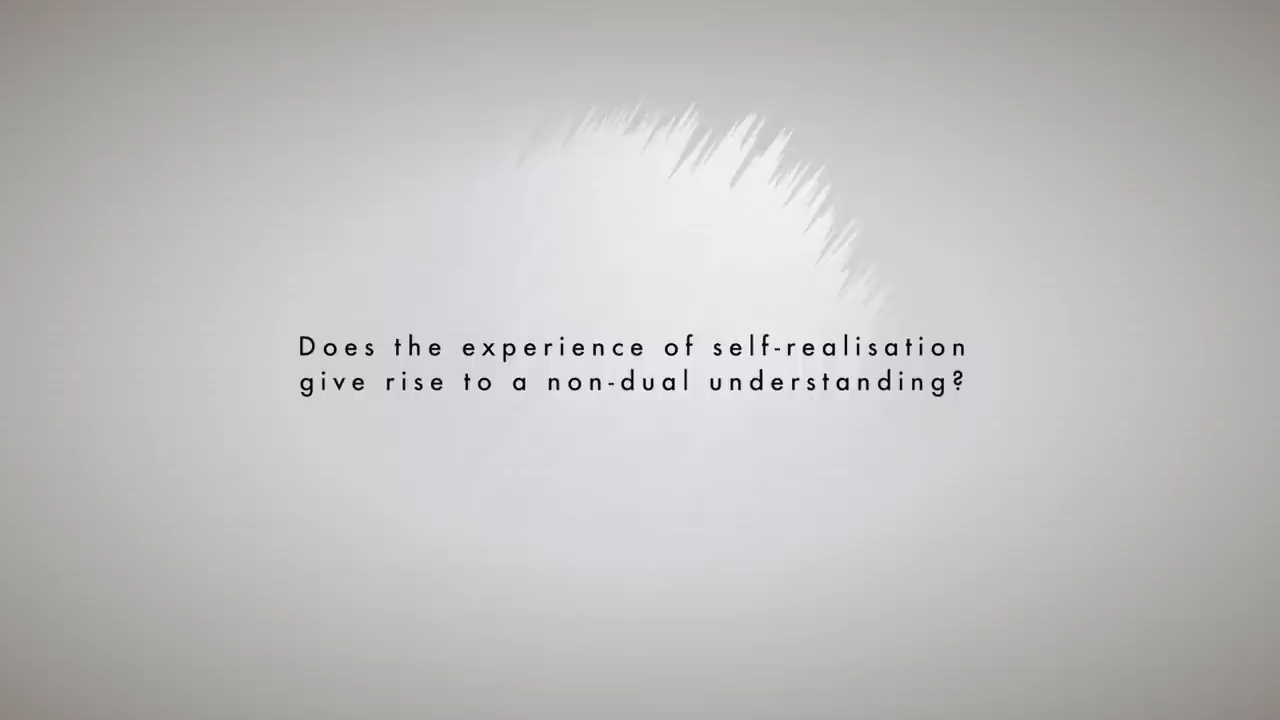 Does the experience of self-realisation
give rise to a non-dual understanding?